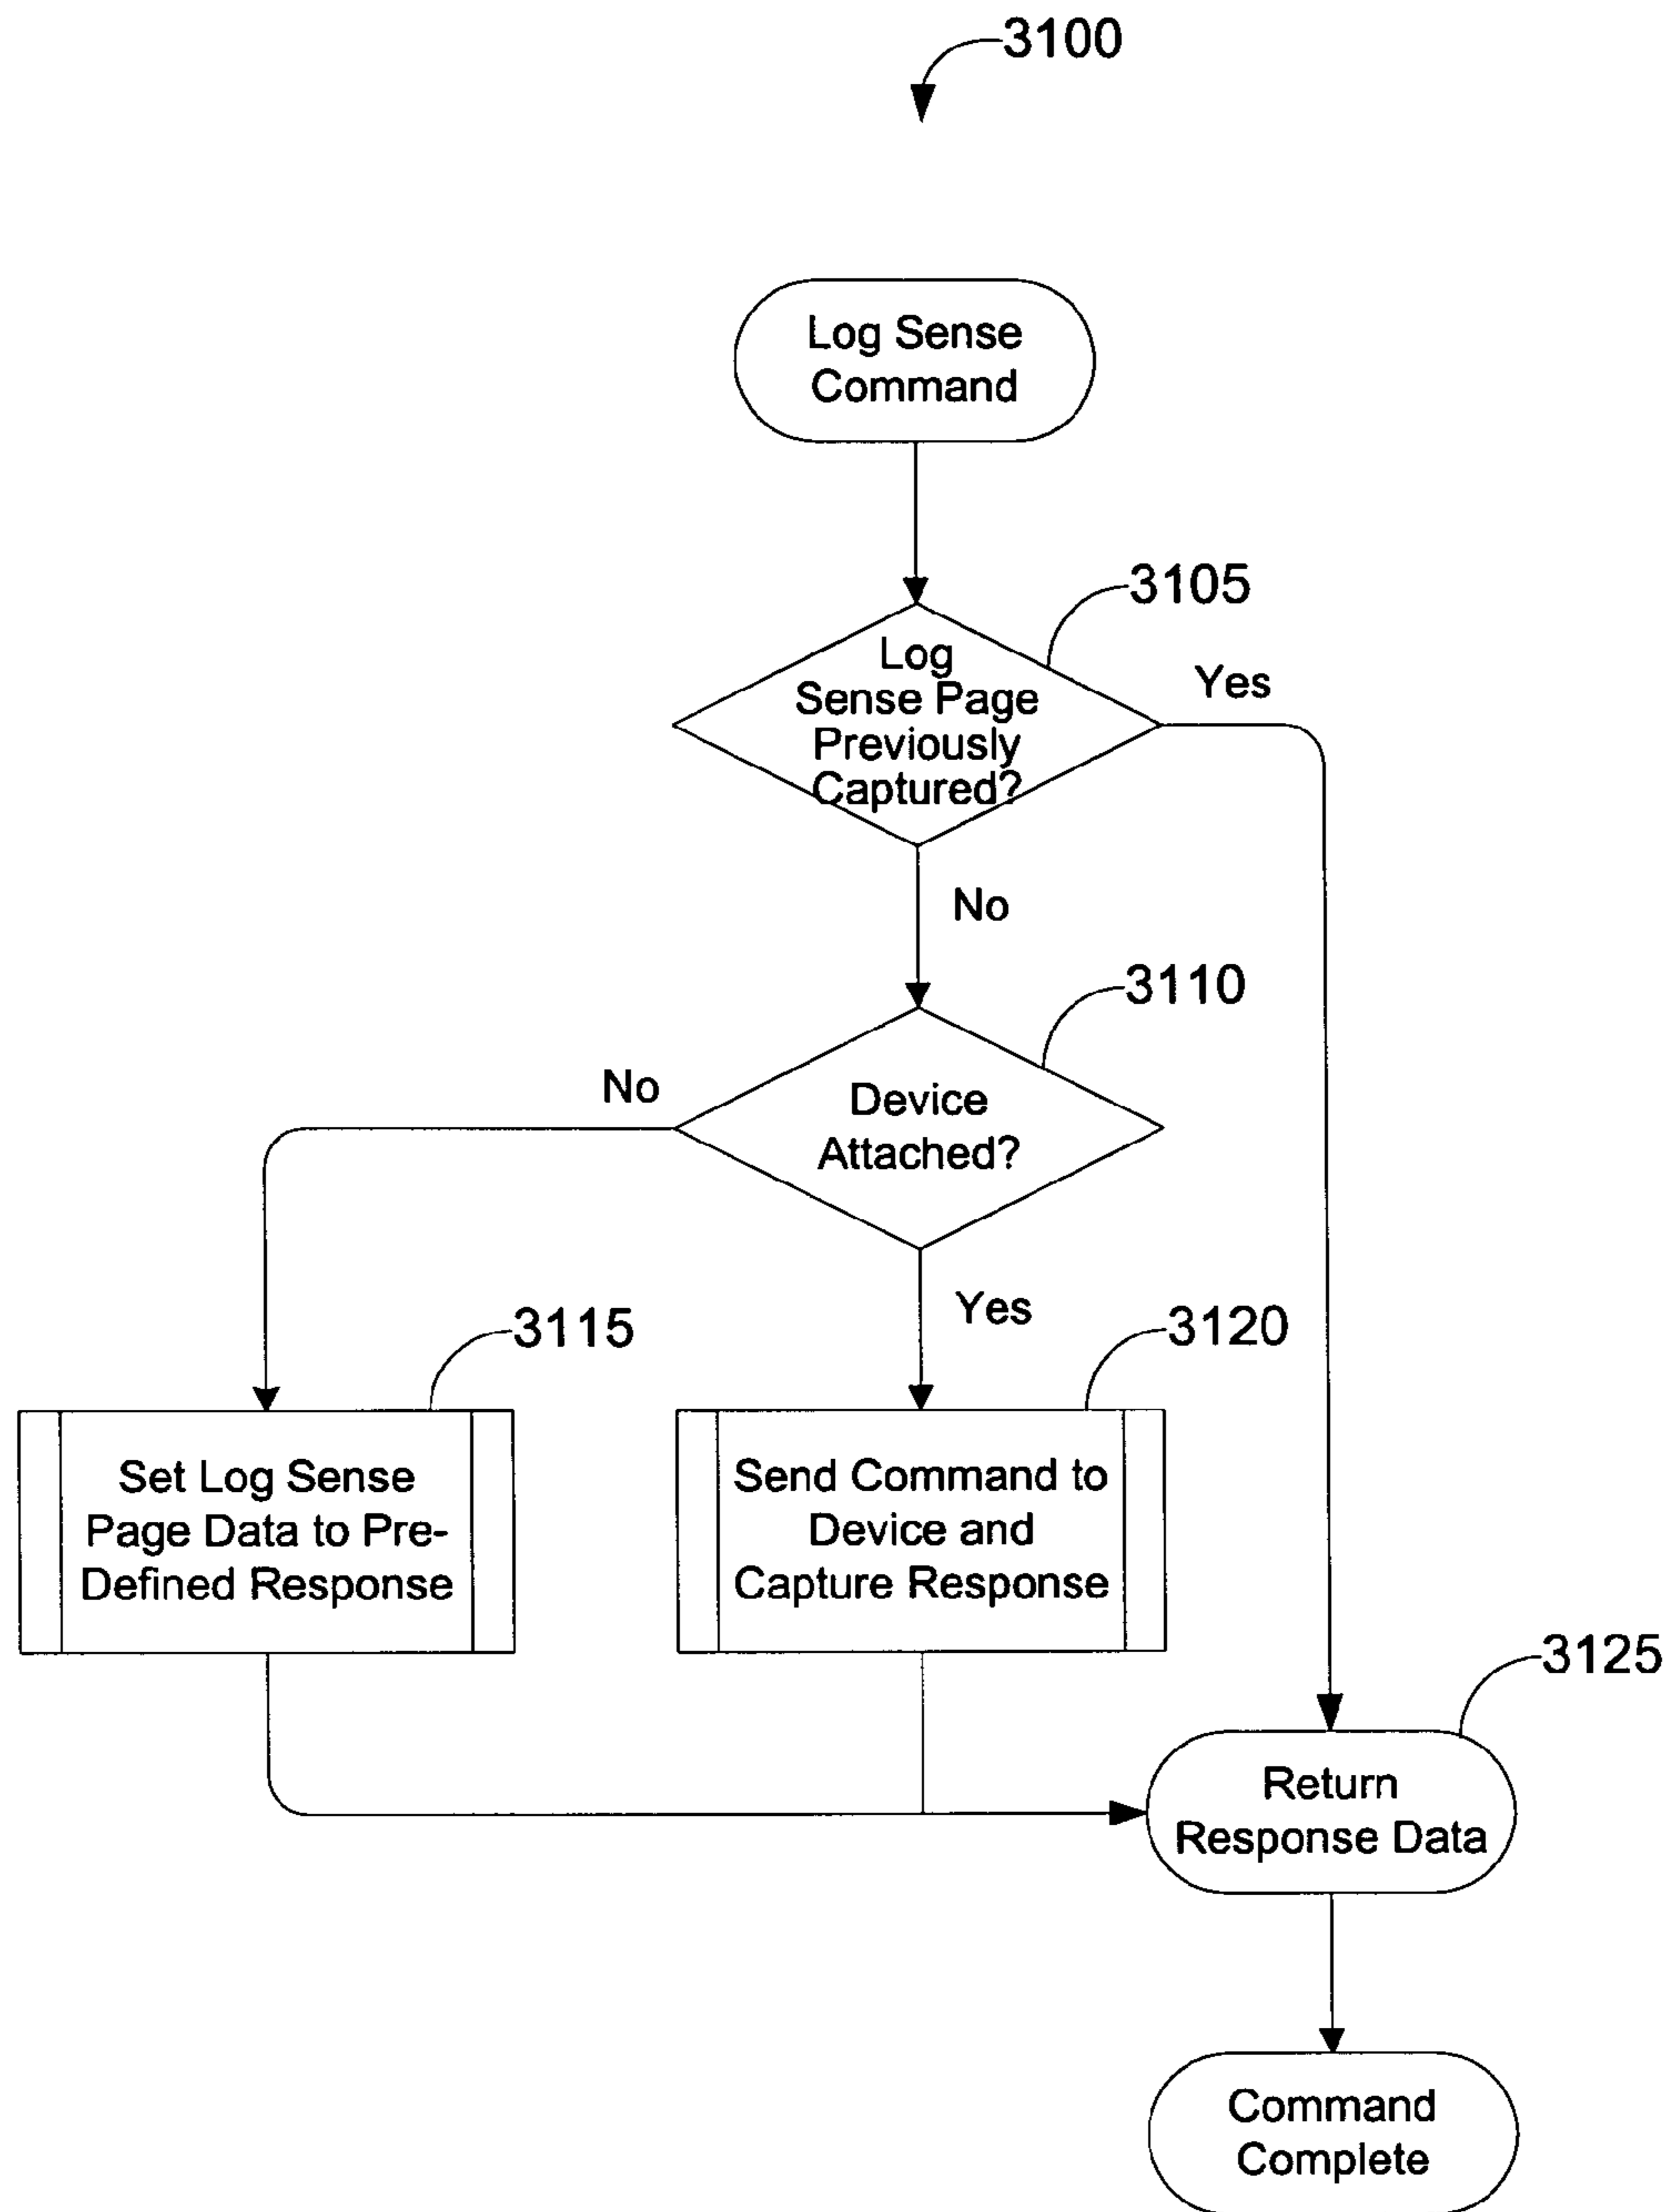 3100
Log Sense
Command
3105
Log
Sense Page
Previously
Captured?
Yes
No
3110
Device
Attached?
No
Yes
3115
Set Log Sense
Page Data to Pre-
Defined Response
3120
Send Command to
Device and
Capture Response
3125
Return
Response Data
Command
Complete